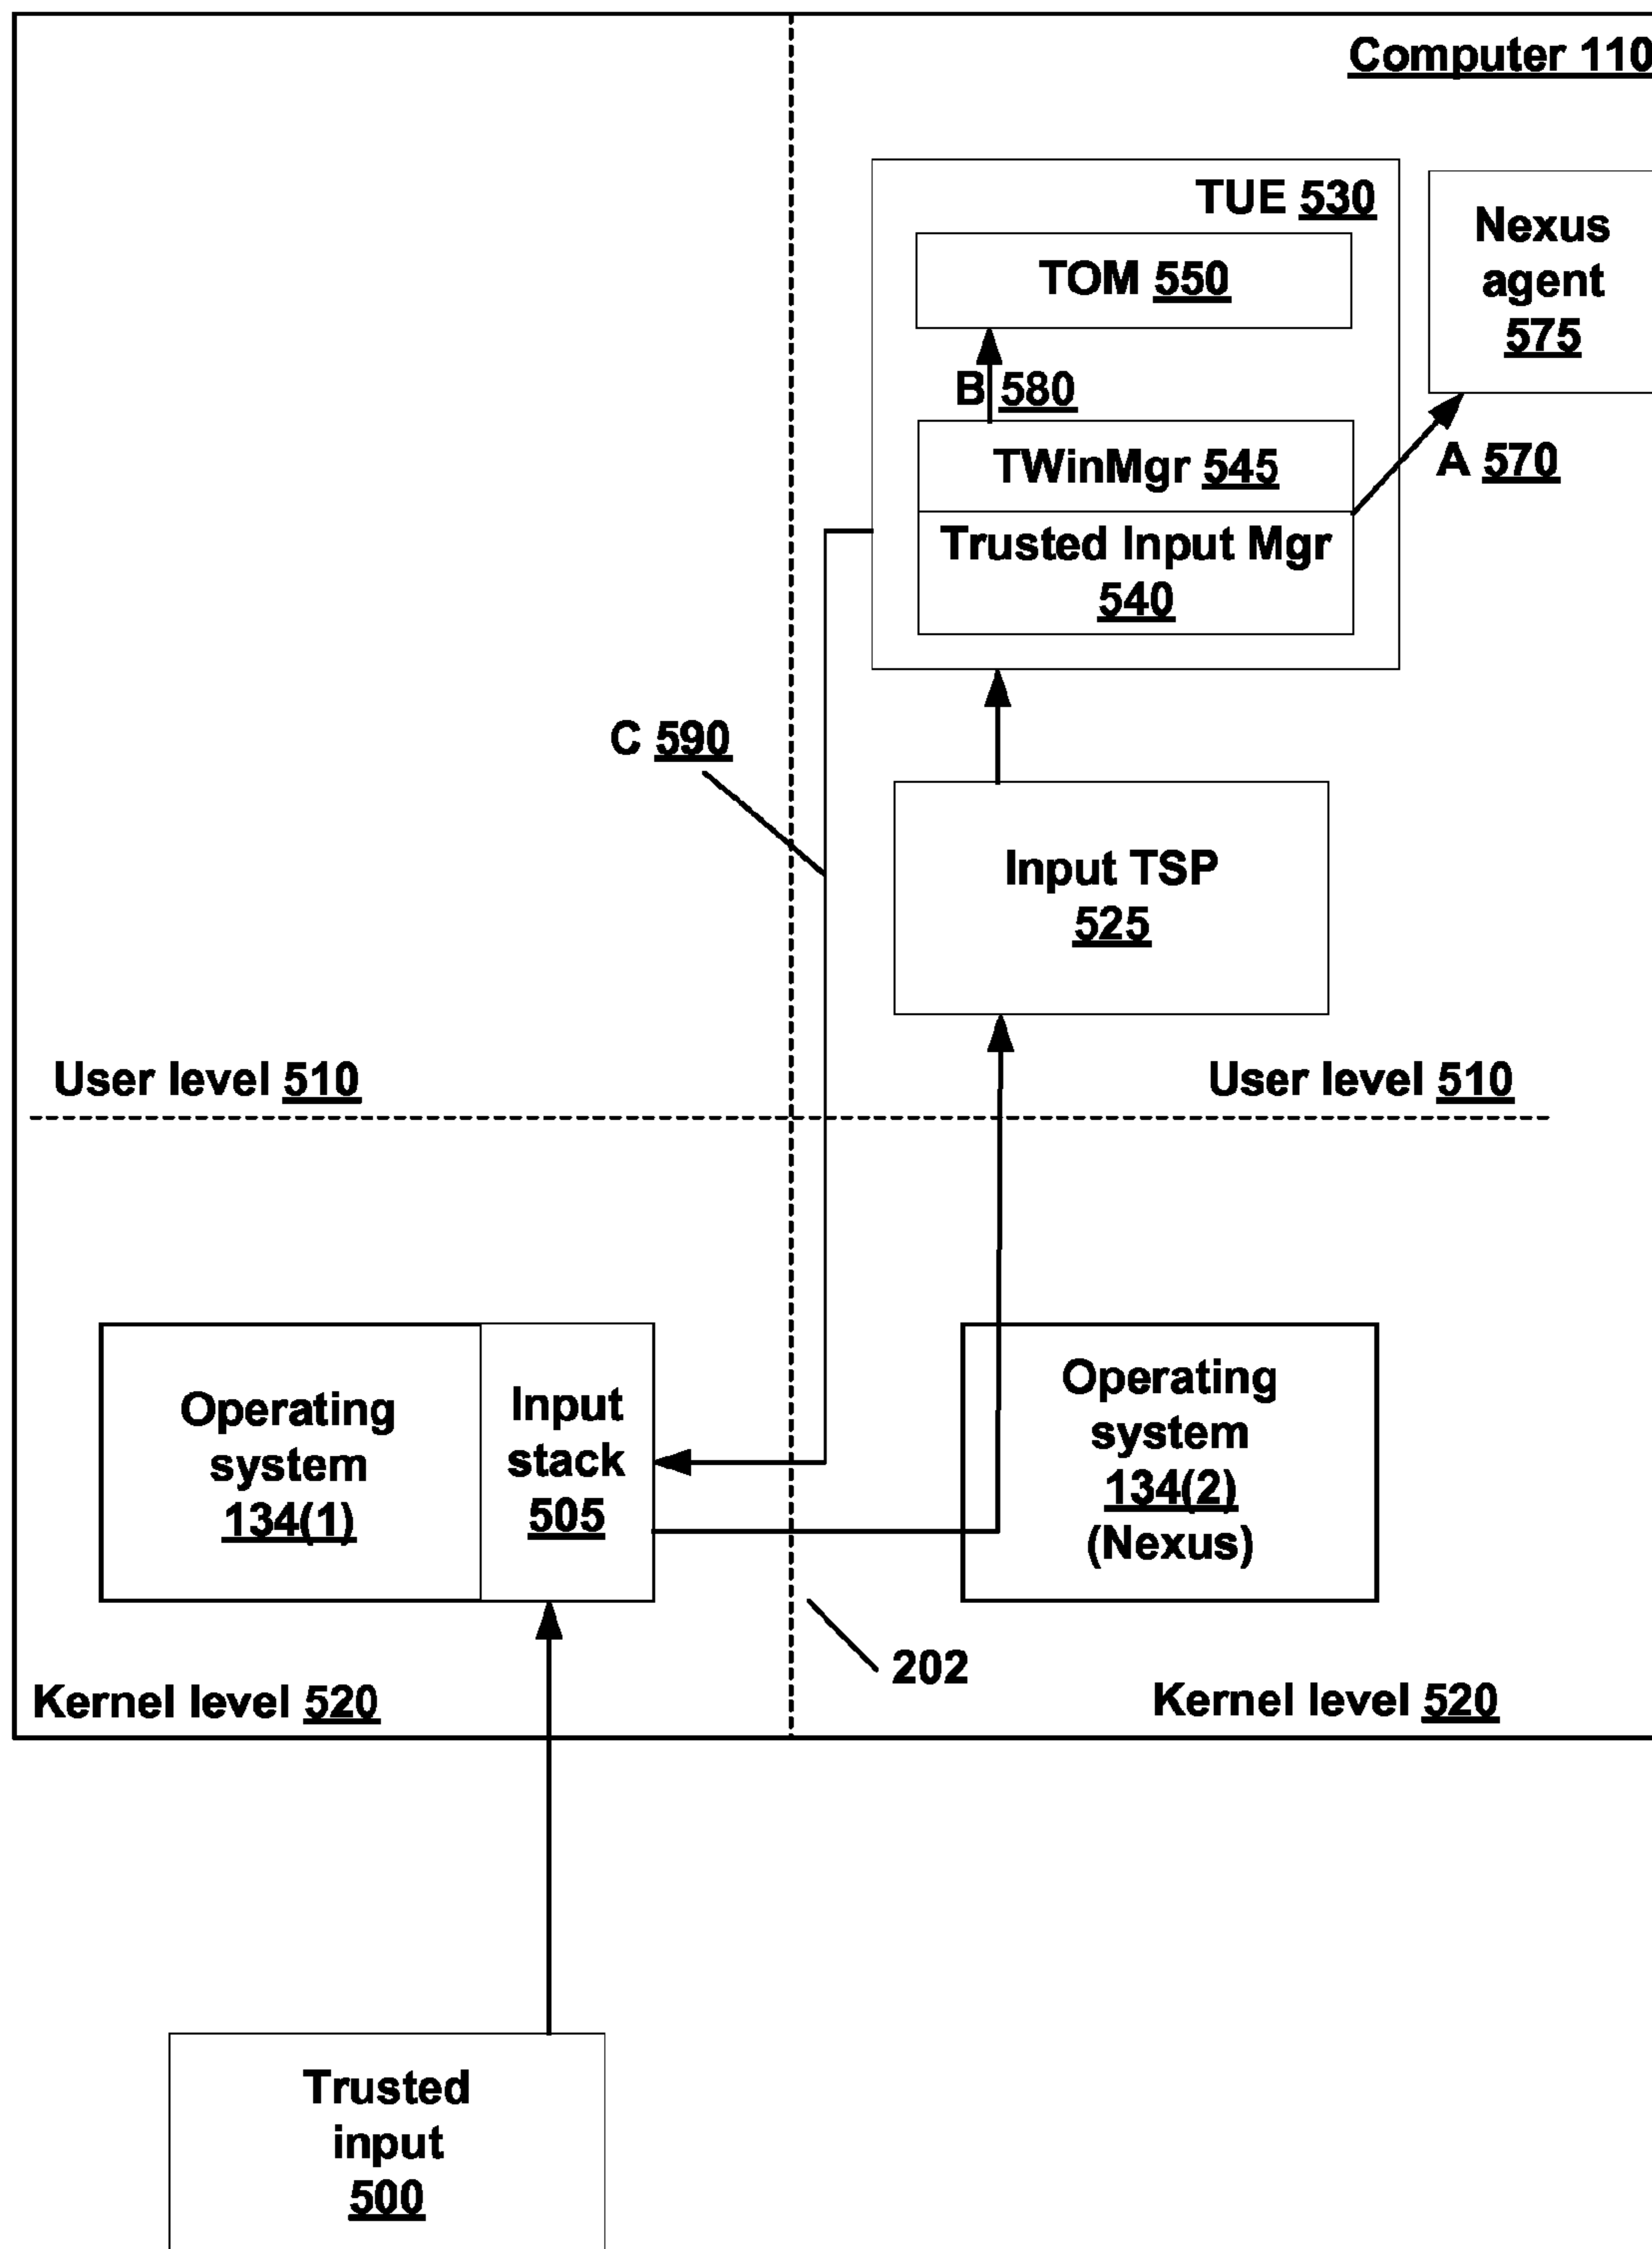 Computer 110
TUE 530
TOM 550
Nexus
agent
575
B 580
TWinMgr 545
A 570
Trusted Input Mgr
540
C 590
Input TSP
525
User level 510
User level 510
Operating
system
134(1)
Input
stack
505
Operating
system
134(2)
(Nexus)
202
Kernel level 520
Kernel level 520
Trusted
input
500